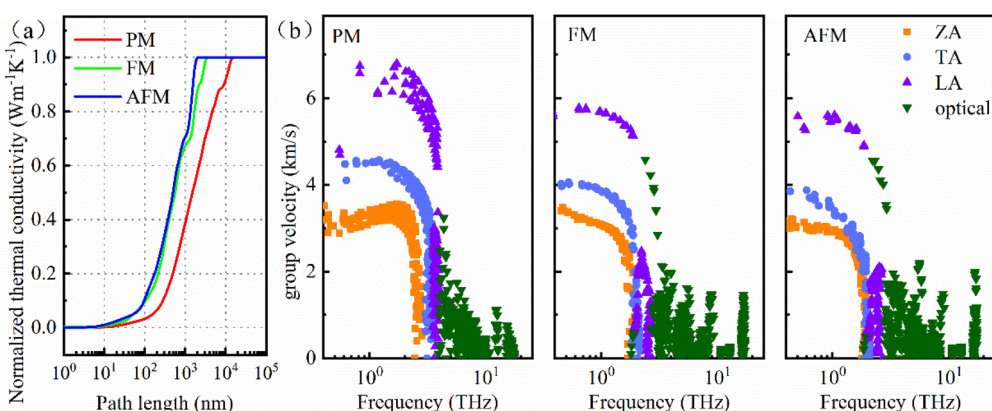 (a)
Normalized thermal conductivity (Wm⁻¹K⁻¹)
1.0
0.8
0.6
0.4
0.2
0.0
PM
FM
AFM
10⁰ 10¹ 10² 10³ 10⁴ 10⁵
Path length (nm)
(b)
group velocity (km/s)
6
4
2
0
PM
10⁰ 10¹
Frequency (THz)
FM
10⁰ 10¹
Frequency (THz)
AFM
ZA
TA
LA
optical
10⁰ 10¹
Frequency (THz)